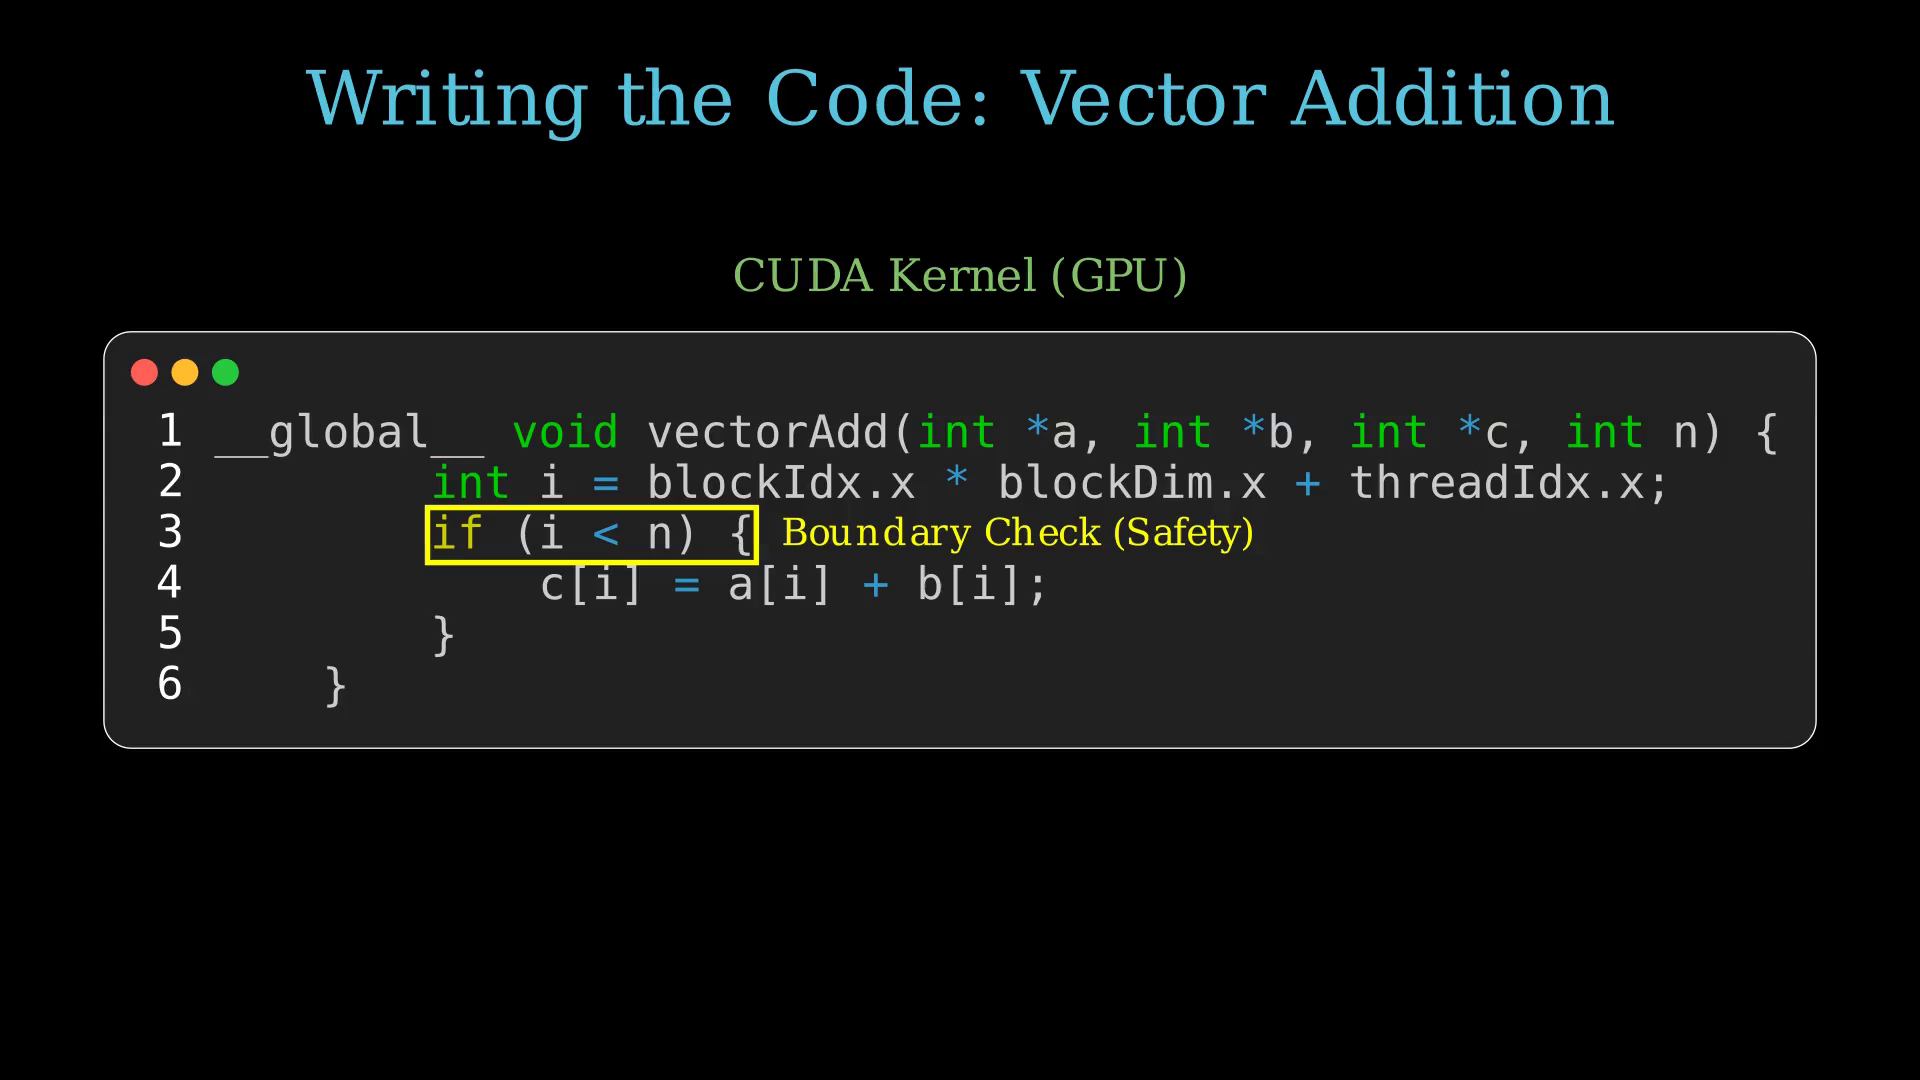 Writing the Code: Vector Addition
CUDA Kernel (GPU)
1 __global__ void vectorAdd(int *a, int *b, int *c, int n) {
2 int i = blockIdx.x * blockDim.x + threadIdx.x;
3 if (i < n) { Boundary Check (Safety)
4 c[i] = a[i] + b[i];
5 }
6 }